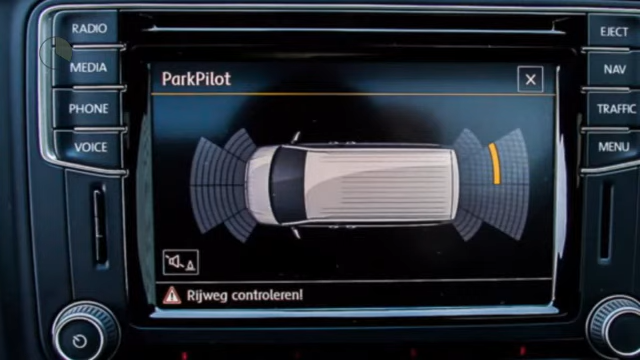 RADIO
MEDIA
PHONE
VOICE
ParkPilot
X
Rijweg controleren!
EJECT
NAV
TRAFFIC
MENU